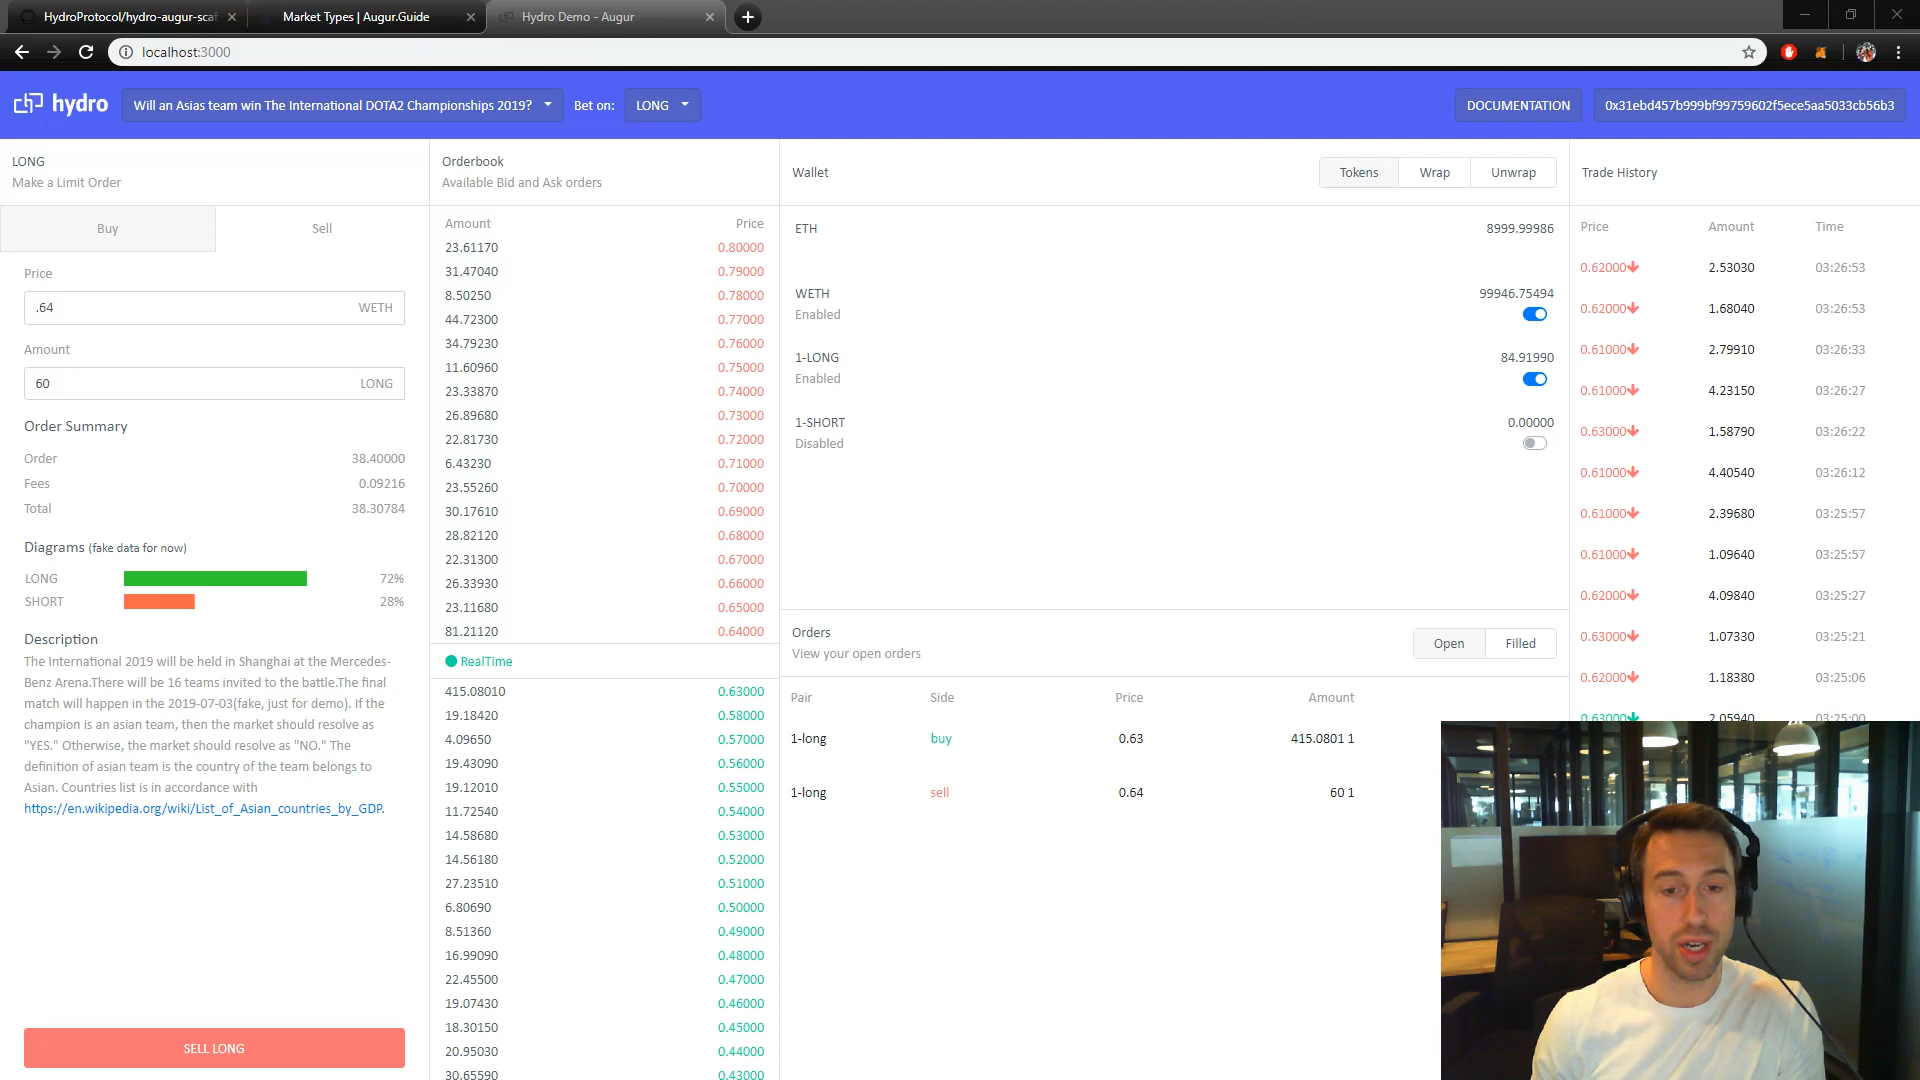 HydroProtocol/hydro-augur-scaf
Market Types | Augur.Guide
Hydro Demo - Augur
localhost:3000
hydro
Will an Asias team win The International DOTA2 Championships 2019?
Bet on:
LONG
DOCUMENTATION
0x31ebd457b999bf99759602f5ece5aa5033cb56b3
LONG
Make a Limit Order
Buy
Sell
Price
.64 WETH
Amount
60 LONG
Order Summary
Order 38.40000
Fees 0.09216
Total 38.30784
Diagrams (fake data for now)
LONG 72%
SHORT 28%
Description
The International 2019 will be held in Shanghai at the Mercedes-
Benz Arena.There will be 16 teams invited to the battle.The final
match will happen in the 2019-07-03(fake, just for demo). If the
champion is an asian team, then the market should resolve as
"YES." Otherwise, the market should resolve as "NO." The
definition of asian team is the country of the team belongs to
Asian. Countries list is in accordance with
https://en.wikipedia.org/wiki/List_of_Asian_countries_by_GDP.
SELL LONG
Orderbook
Available Bid and Ask orders
Amount Price
23.61170 0.80000
31.47040 0.79000
8.50250 0.78000
44.72300 0.77000
34.79230 0.76000
11.60960 0.75000
23.33870 0.74000
26.89680 0.73000
22.81730 0.72000
6.43230 0.71000
23.55260 0.70000
30.17610 0.69000
28.82120 0.68000
22.31300 0.67000
26.33930 0.66000
23.11680 0.65000
81.21120 0.64000
RealTime
415.08010 0.63000
19.18420 0.58000
4.09650 0.57000
19.43090 0.56000
19.12010 0.55000
11.72540 0.54000
14.58680 0.53000
14.56180 0.52000
27.23510 0.51000
6.80690 0.50000
8.51360 0.49000
16.99090 0.48000
22.45500 0.47000
19.07430 0.46000
18.30150 0.45000
20.95030 0.44000
30.65590 0.43000
Wallet
Tokens
Wrap
Unwrap
ETH 8999.99986
WETH 99946.75494
Enabled
1-LONG 84.91990
Enabled
1-SHORT 0.00000
Disabled
Orders
View your open orders
Open
Filled
Pair Side Price Amount
1-long buy 0.63 415.0801 1
1-long sell 0.64 60 1
Trade History
Price Amount Time
0.62000 2.53030 03:26:53
0.62000 1.68040 03:26:53
0.61000 2.79910 03:26:33
0.61000 4.23150 03:26:27
0.63000 1.58790 03:26:22
0.61000 4.40540 03:26:12
0.61000 2.39680 03:25:57
0.61000 1.09640 03:25:57
0.62000 4.09840 03:25:27
0.63000 1.07330 03:25:21
0.62000 1.18380 03:25:06
0.63000 2.05940 03:25:00